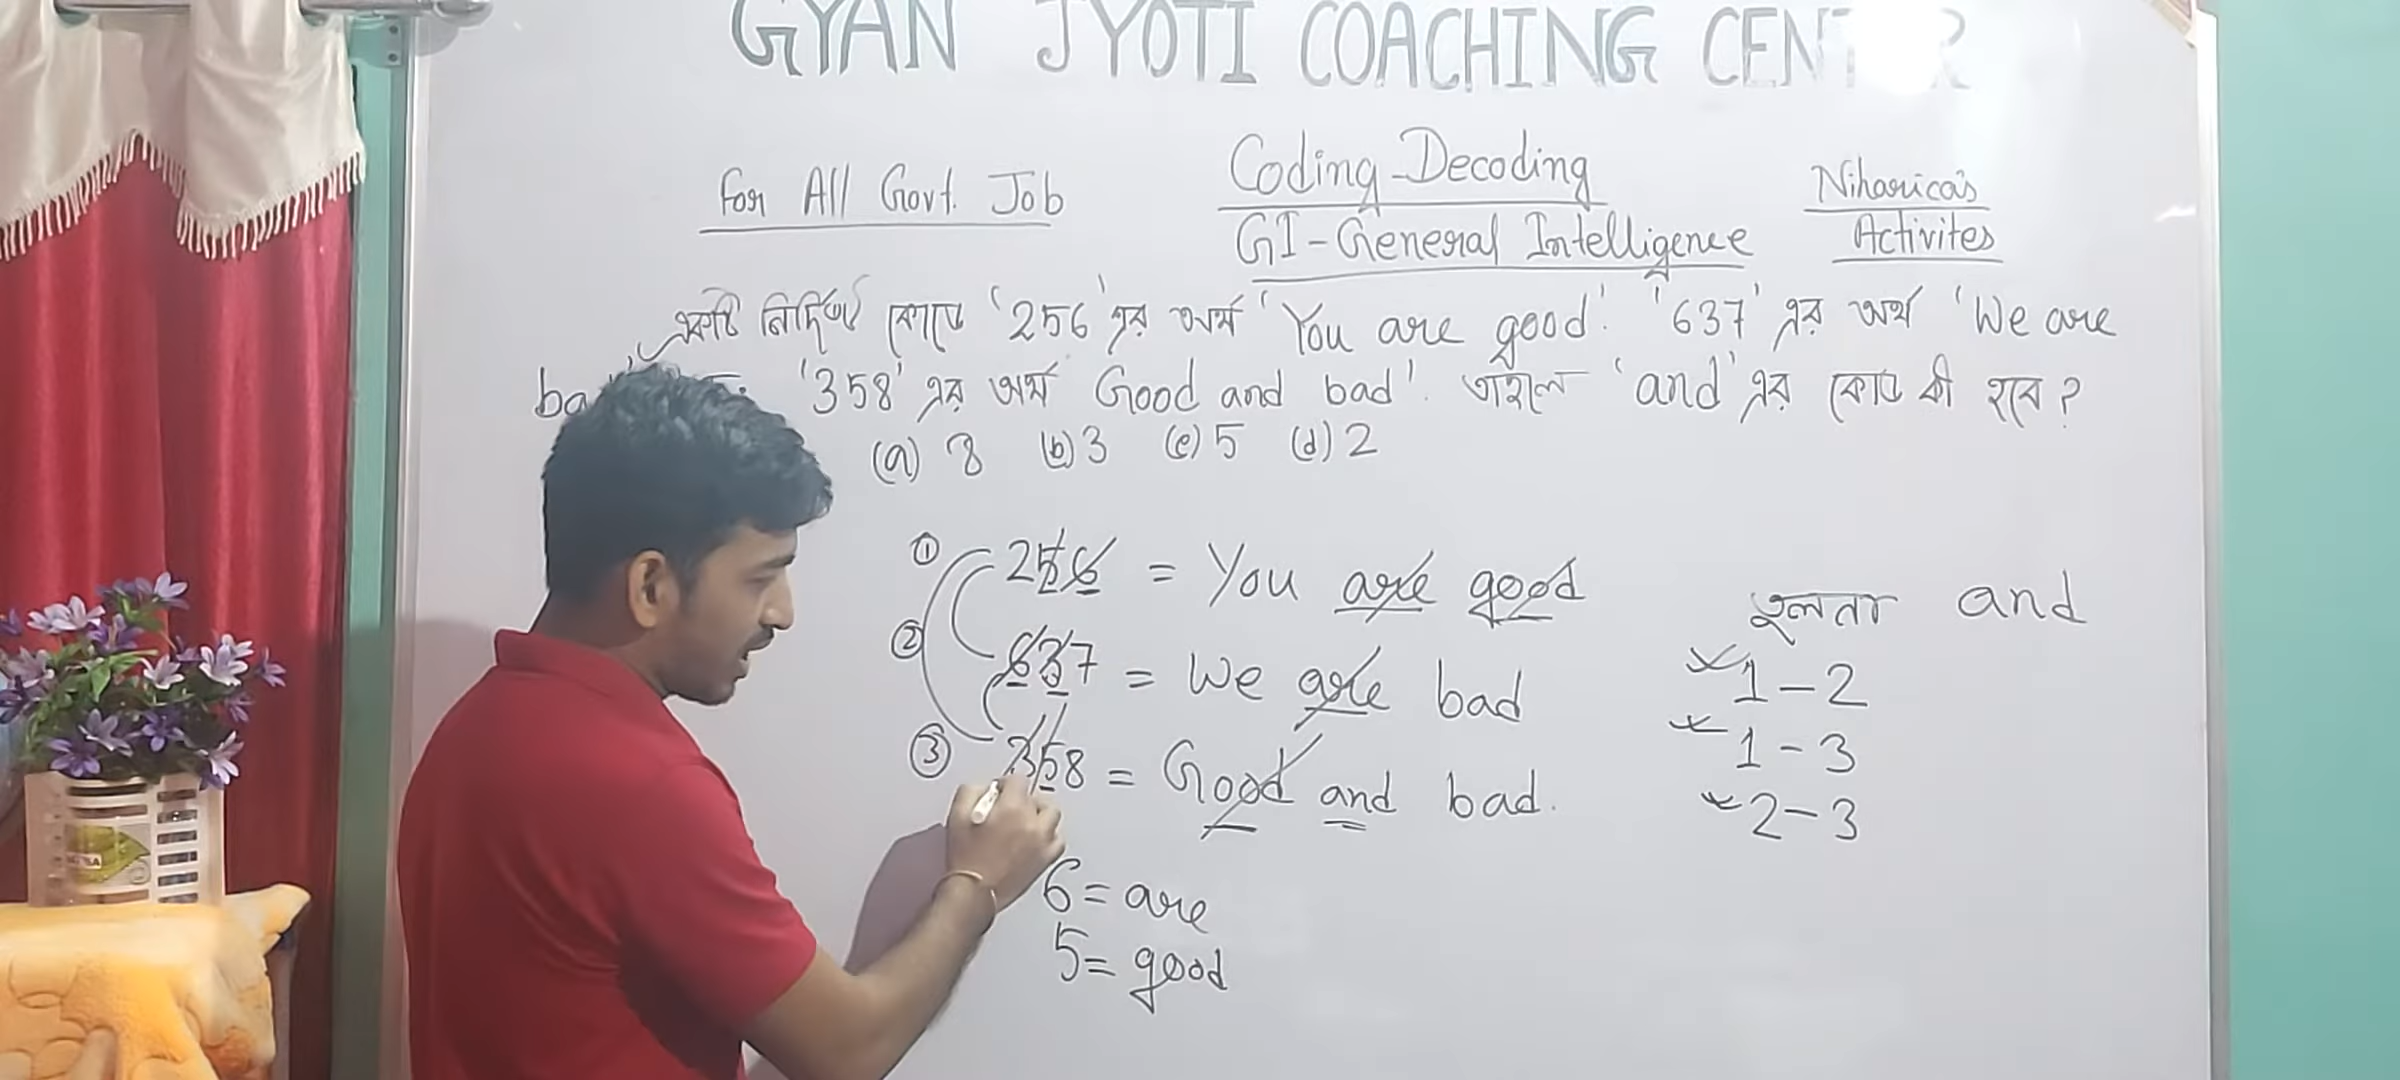 GYAN JYOTI COACHING CENTER
For All Govt. Job
Coding-Decoding
GI-General Intelligence
Niharica's
Activites
একটি নির্দিষ্ট কোডে '256' এর অর্থ 'You are good'. '637' এর অর্থ 'We are
'358' এর অর্থ Good and bad'. তাহলে 'and' এর কোড কী হবে?
(a) 8 (b) 3 (c) 5 (d) 2
① 256 = You are good
② 637 = We are bad
③ 358 = Good and bad.
6 = are
5 = good
তুলনা and
1-2
1-3
2-3